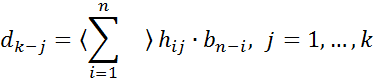 d_{k-j} = ⟨∑_{i=1}^{n} ⟩ h_{ij} · b_{n-i}, j = 1, …, k